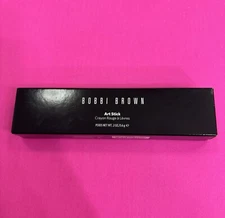 BOBBI BROWN
Art Stick
Crayon Rouge à Lèvres